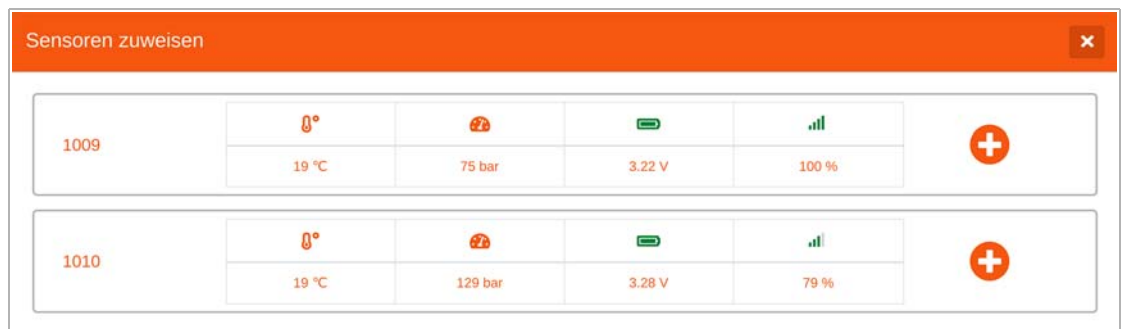 Sensoren zuweisen
1009
19 °C 75 bar 3.22 V 100 %
1010
19 °C 129 bar 3.28 V 79 %